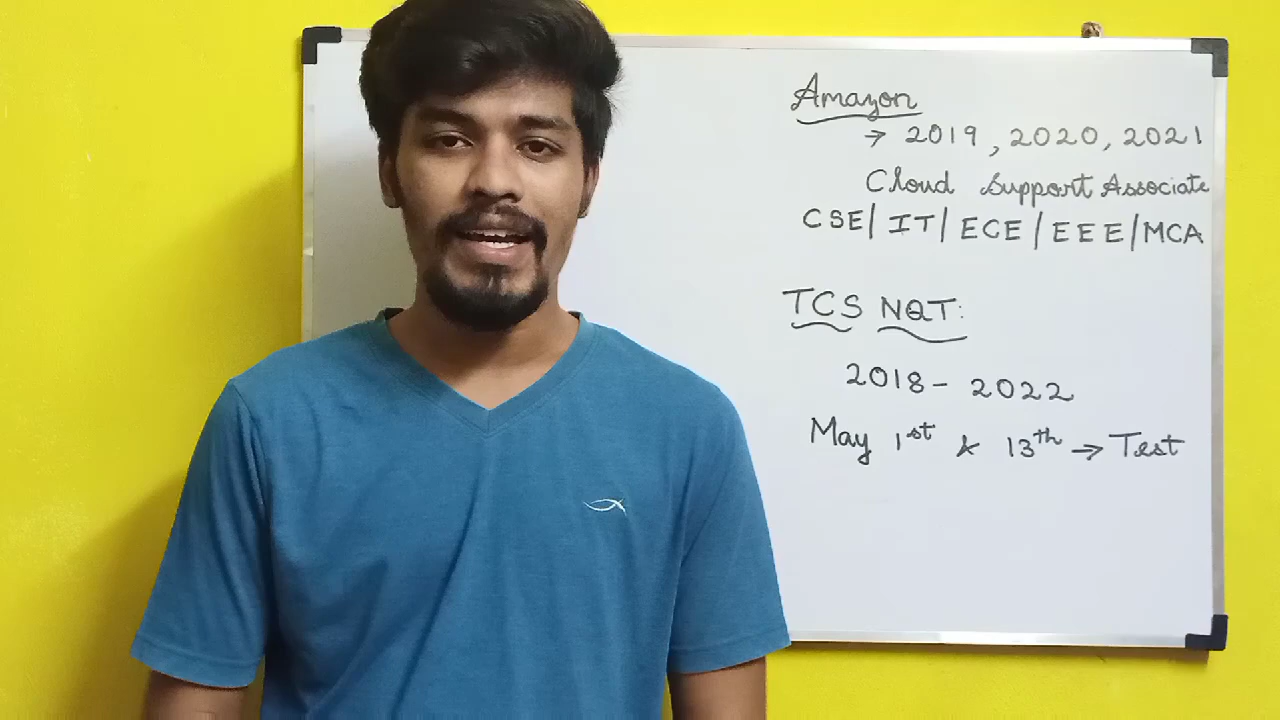 Amazon
→ 2019, 2020, 2021
Cloud Support Associate
CSE/ IT/ ECE / EEE/MCA
TCS NQT:
2018 - 2022
May 1st & 13th → Test